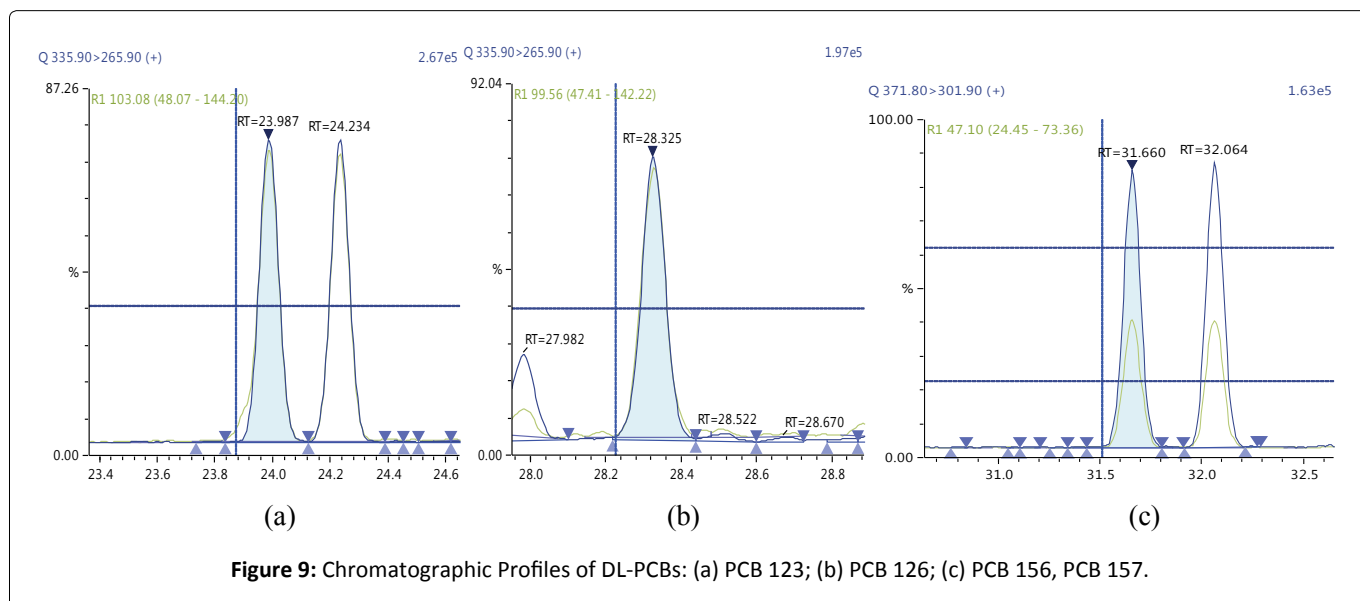 Q 335.90>265.90 (+) 2.67e5
87.26
R1 103.08 (48.07 - 144.20)
RT=23.987 RT=24.234
%
0.00
23.4 23.6 23.8 24.0 24.2 24.4 24.6
(a)
Q 335.90>265.90 (+) 1.97e5
92.04
R1 99.56 (47.41 - 142.22)
RT=28.325
%
RT=27.982
RT=28.522 RT=28.670
0.00
28.0 28.2 28.4 28.6 28.8
(b)
Q 371.80>301.90 (+) 1.63e5
100.00
R1 47.10 (24.45 - 73.36)
RT=31.660 RT=32.064
%
0.00
31.0 31.5 32.0 32.5
(c)
Figure 9: Chromatographic Profiles of DL-PCBs: (a) PCB 123; (b) PCB 126; (c) PCB 156, PCB 157.